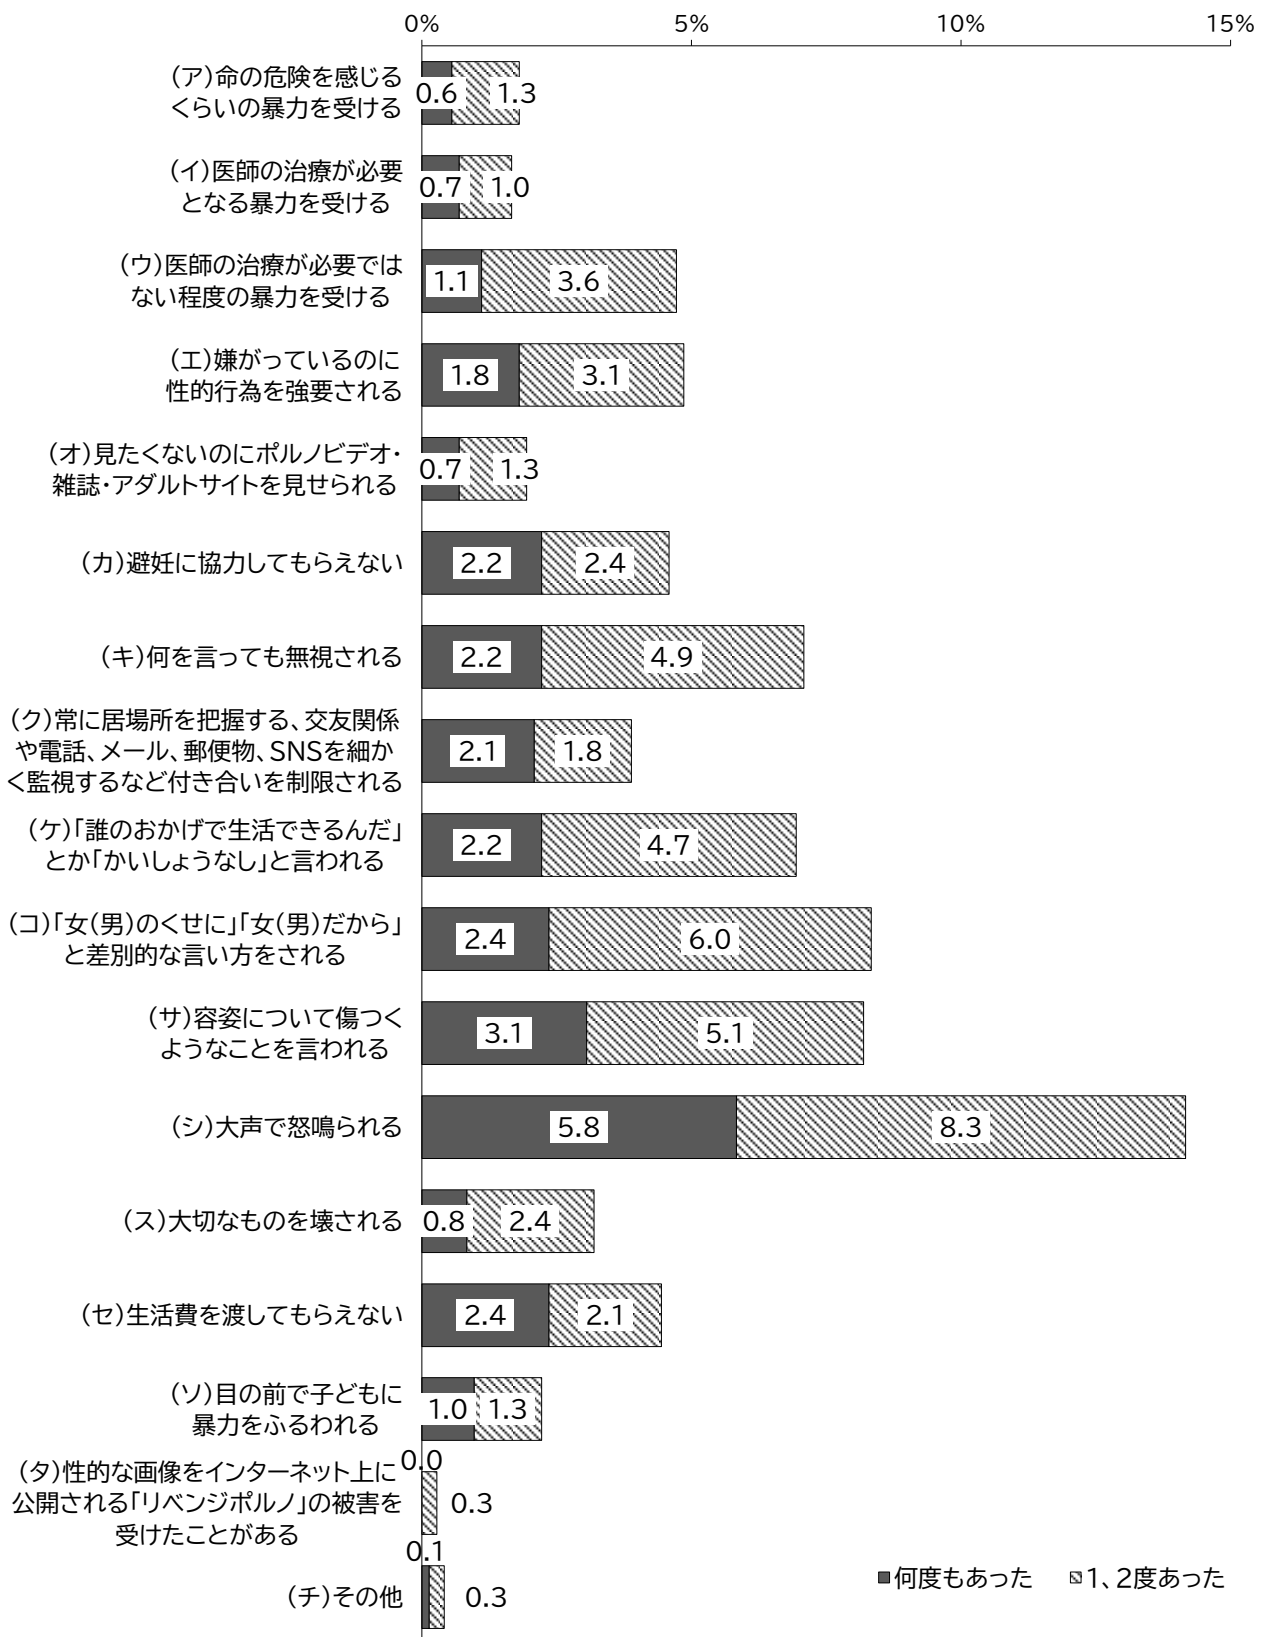 0% 5% 10% 15%
（ア）命の危険を感じる
くらいの暴力を受ける
0.6 1.3
（イ）医師の治療が必要
となる暴力を受ける
0.7 1.0
（ウ）医師の治療が必要では
ない程度の暴力を受ける
1.1 3.6
（エ）嫌がっているのに
性的行為を強要される
1.8 3.1
（オ）見たくないのにポルノビデオ・
雑誌・アダルトサイトを見せられる
0.7 1.3
（カ）避妊に協力してもらえない
2.2 2.4
（キ）何を言っても無視される
2.2 4.9
（ク）常に居場所を把握する、交友関係
や電話、メール、郵便物、SNSを細か
く監視するなど付き合いを制限される
2.1 1.8
（ケ）「誰のおかげで生活できるんだ」
とか「かいしょうなし」と言われる
2.2 4.7
（コ）「女（男）のくせに」「女（男）だから」
と差別的な言い方をされる
2.4 6.0
（サ）容姿について傷つく
ようなことを言われる
3.1 5.1
（シ）大声で怒鳴られる
5.8 8.3
（ス）大切なものを壊される
0.8 2.4
（セ）生活費を渡してもらえない
2.4 2.1
（ソ）目の前で子どもに
暴力をふるわれる
1.0 1.3
（タ）性的な画像をインターネット上に
公開される「リベンジポルノ」の被害を
受けたことがある
0.0 0.3
（チ）その他
0.1 0.3
何度もあった 1、2度あった